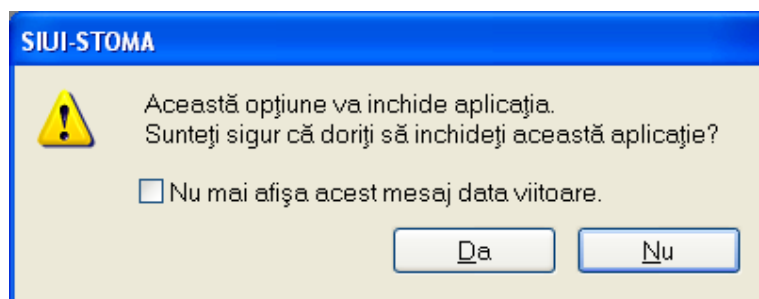 SIUI-STOMA
Această opţiune va inchide aplicaţia.
Sunteţi sigur că doriţi să inchideţi această aplicaţie?
Nu mai afişa acest mesaj data viitoare.
Da
Nu